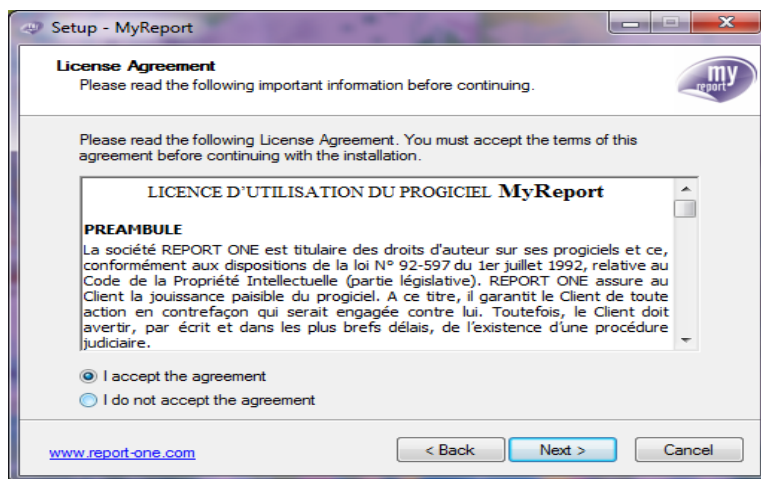 Setup - MyReport
License Agreement
Please read the following important information before continuing.
my
report
Please read the following License Agreement. You must accept the terms of this
agreement before continuing with the installation.
LICENCE D'UTILISATION DU PROGICIEL MyReport
PREAMBULE
La société REPORT ONE est titulaire des droits d'auteur sur ses progiciels et ce,
conformément aux dispositions de la loi N° 92-597 du 1er juillet 1992, relative au
Code de la Propriété Intellectuelle (partie législative). REPORT ONE assure au
Client la jouissance paisible du progiciel. A ce titre, il garantit le Client de toute
action en contrefaçon qui serait engagée contre lui. Toutefois, le Client doit
avertir, par écrit et dans les plus brefs délais, de l'existence d'une procédure
judiciaire.
I accept the agreement
I do not accept the agreement
www.report-one.com
< Back
Next >
Cancel